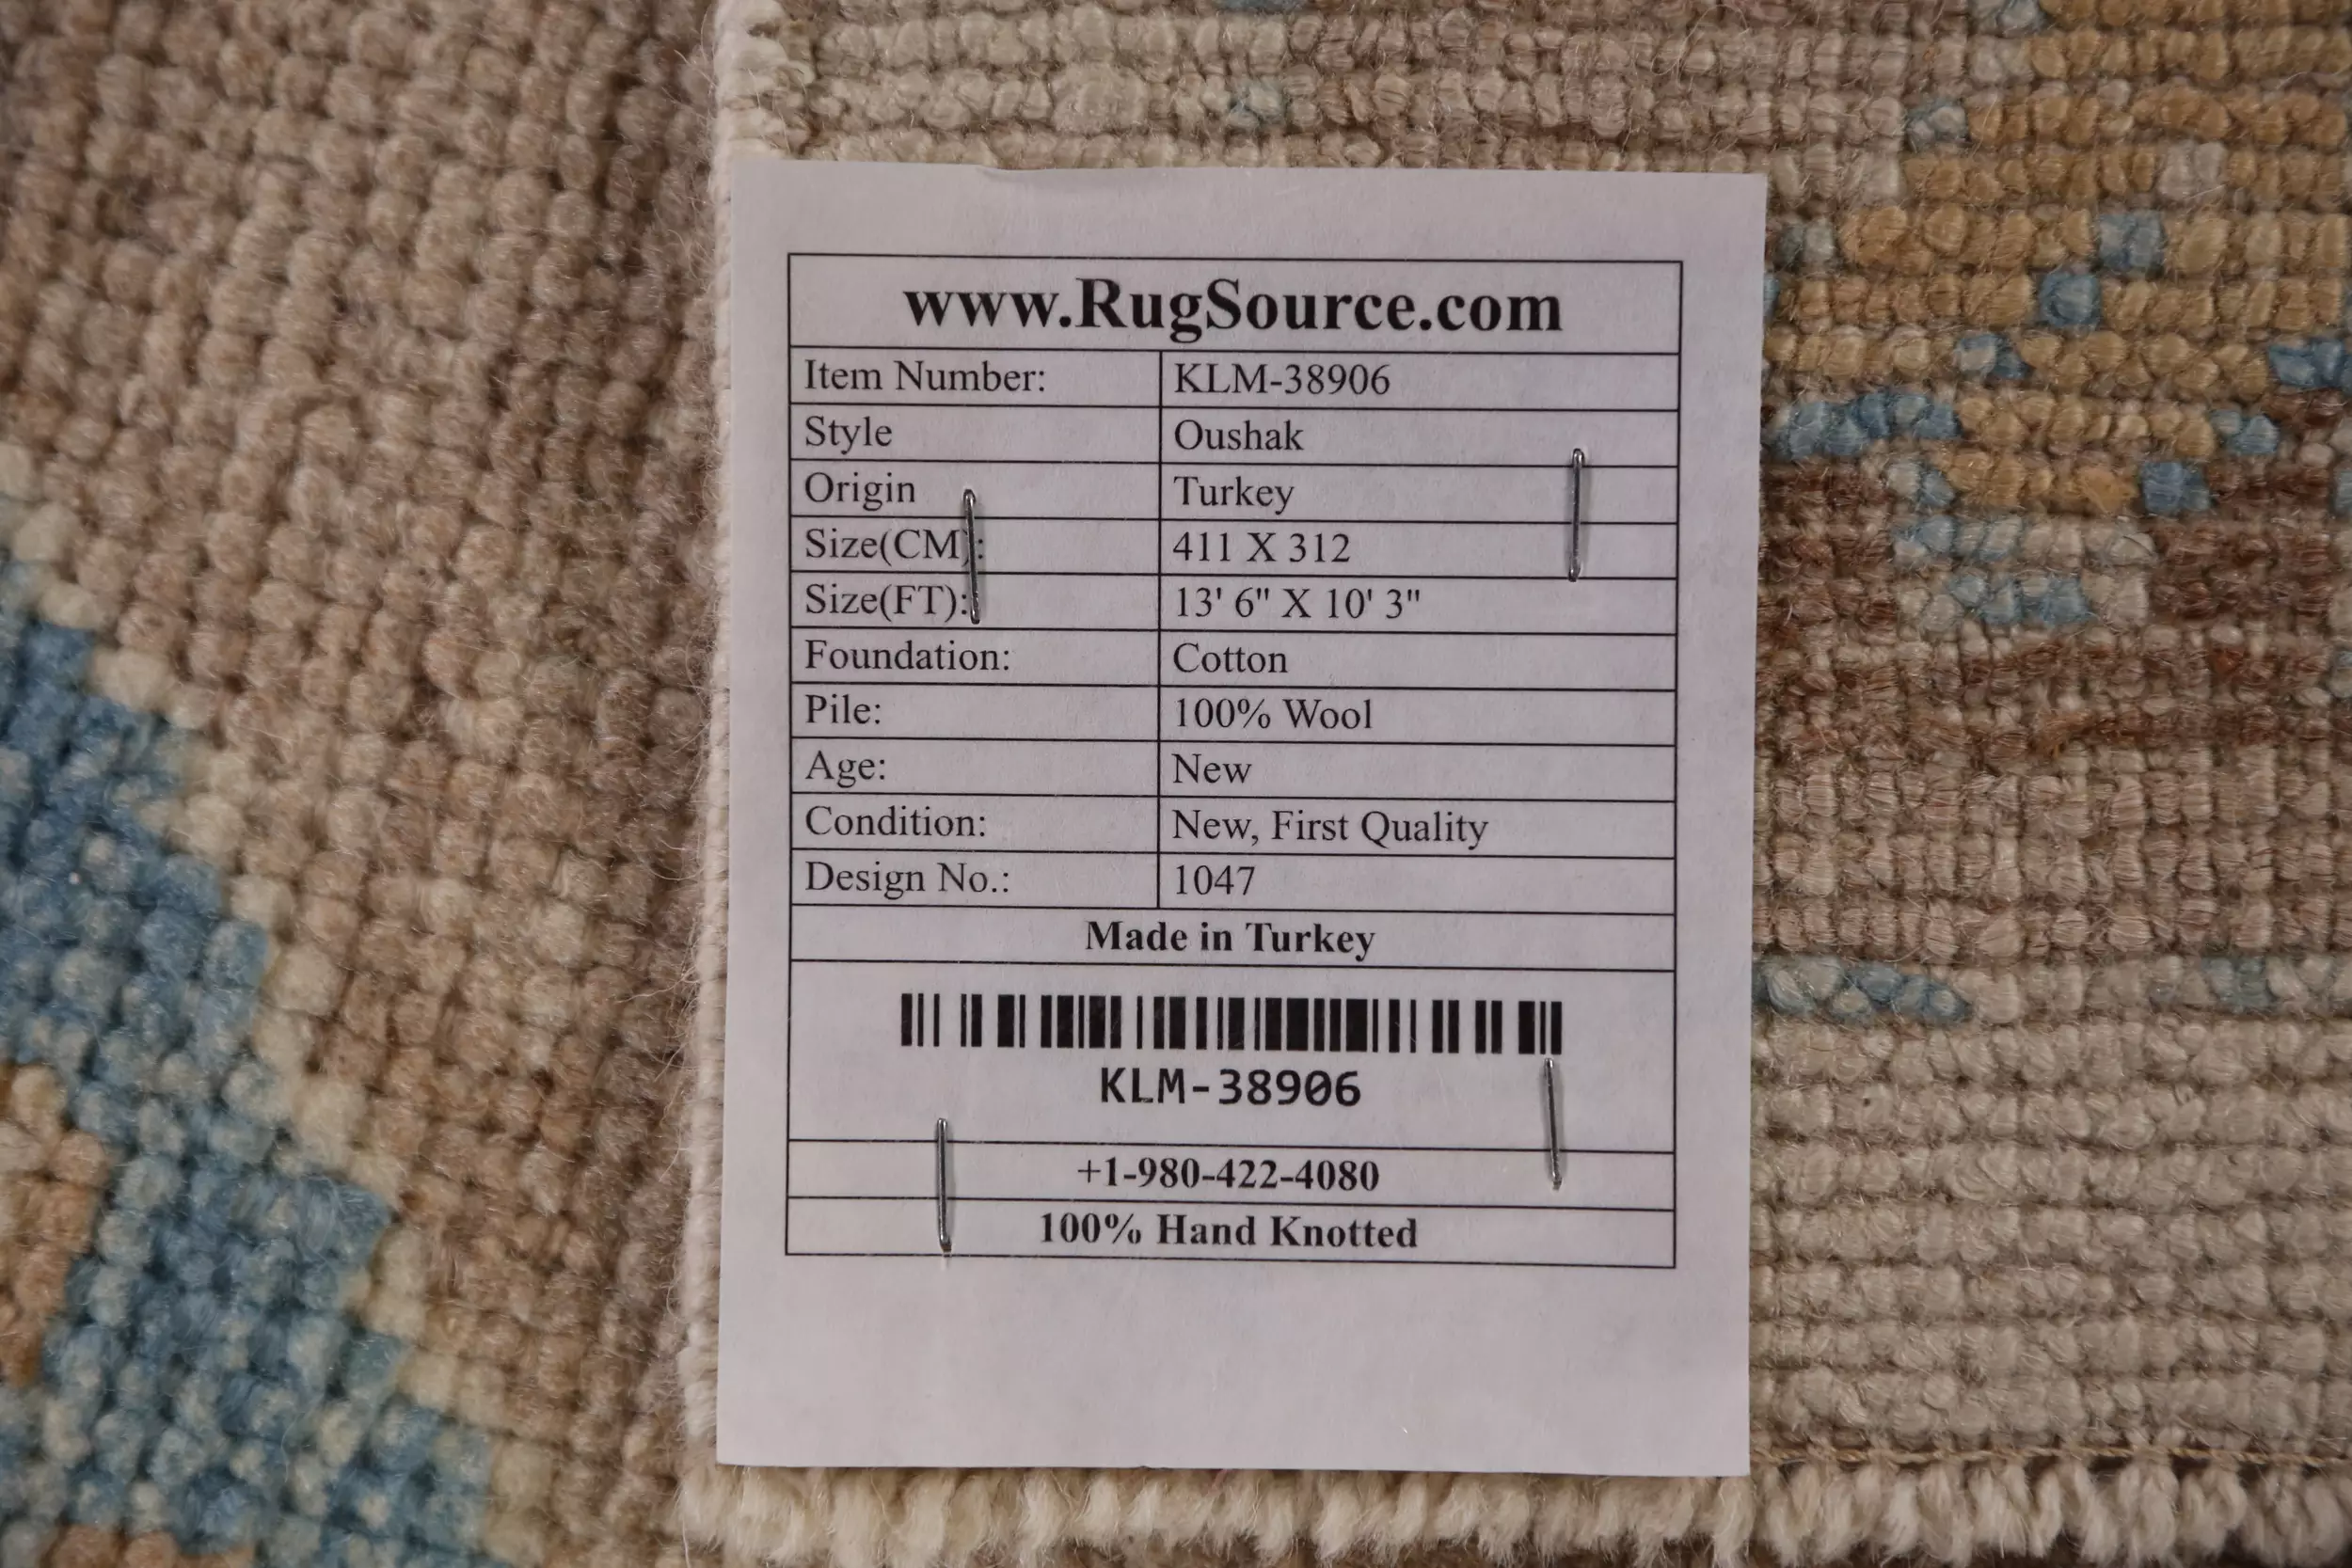 www.RugSource.com
Item Number: KLM-38906
Style Oushak
Origin Turkey
Size(CM): 411 X 312
Size(FT): 13' 6" X 10' 3"
Foundation: Cotton
Pile: 100% Wool
Age: New
Condition: New, First Quality
Design No.: 1047
Made in Turkey
KLM-38906
+1-980-422-4080
100% Hand Knotted